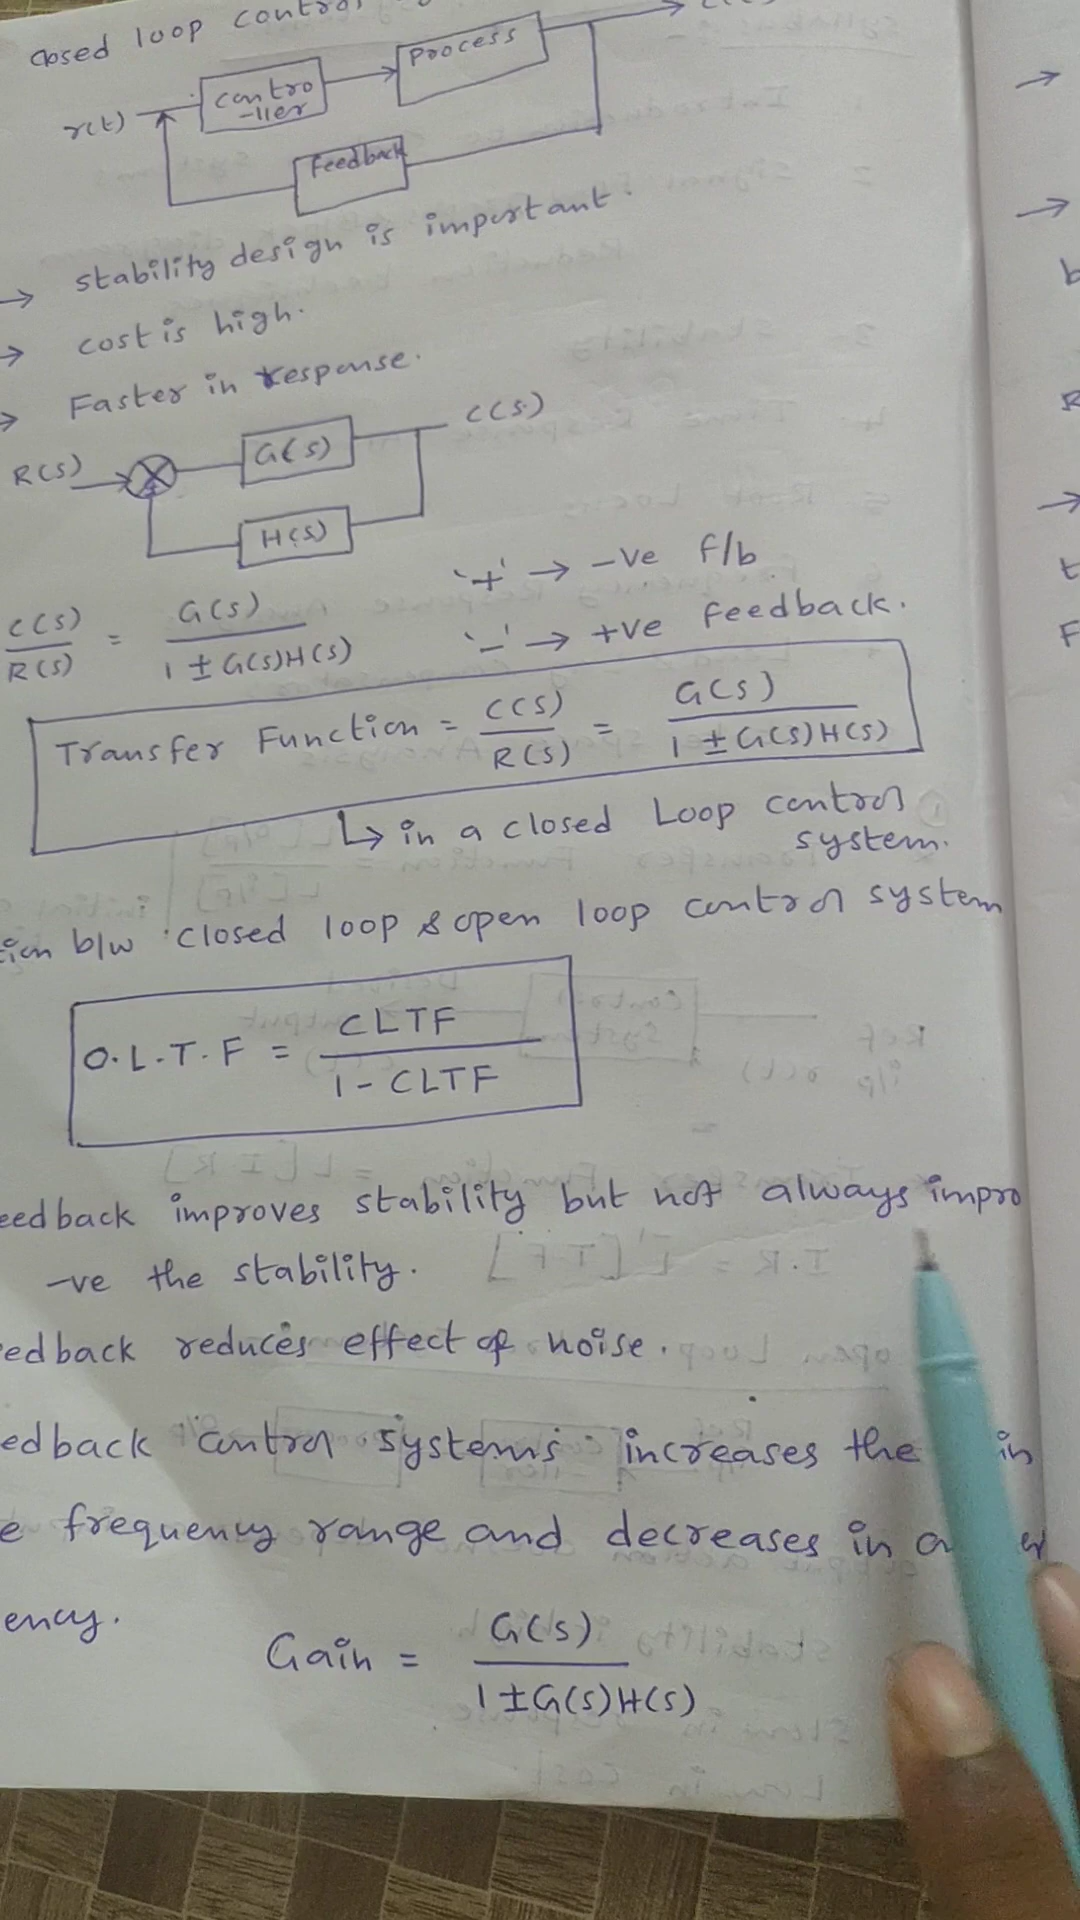 closed loop control
Process
contro
-ller
r(t)
Feedback
→ stability design is important.
→ cost is high.
→ Faster in response.
R(S) G(S) C(S)
H(S)
C(S)/R(S) = G(S)/1 ± G(S)H(S)
'+' → -ve f/b
'-' → +ve feedback.
Transfer Function = C(S)/R(S) = G(S)/1 ± G(S)H(S)
↳ in a closed Loop control
system.
b/w closed loop & open loop control system
O.L.T.F = CLTF/1 - CLTF
eedback improves stability but not always impro
-ve the stability.
edback reduces effect of noise.
edback control systems increases the in
e frequency range and decreases in
ency.
Gain = G(S)/1 ± G(S)H(S)